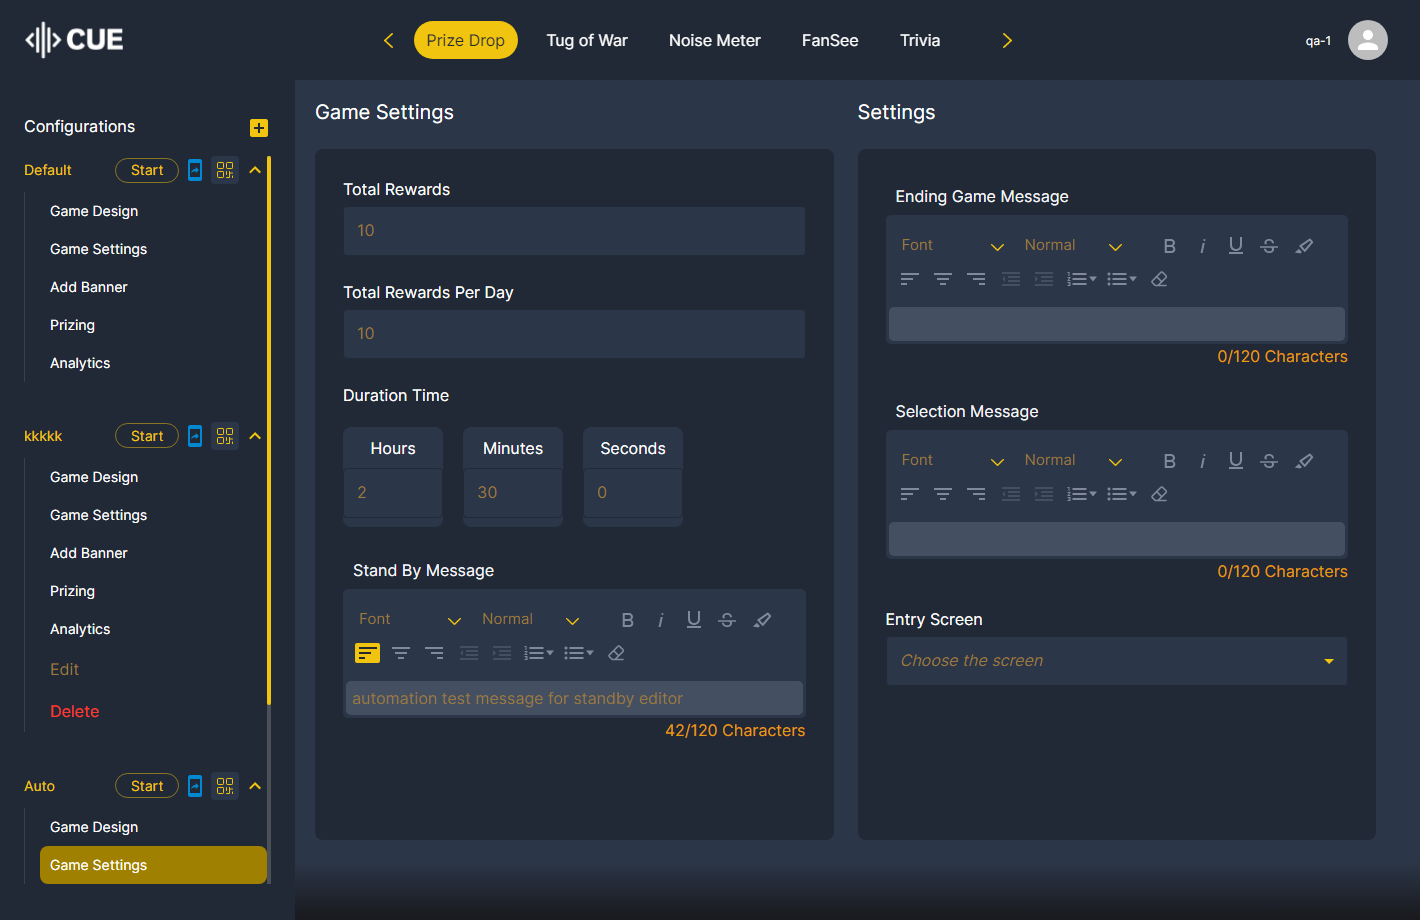 CUE
Prize Drop
Tug of War
Noise Meter
FanSee
Trivia
qa-1
Configurations
Default
Start
Game Design
Game Settings
Add Banner
Prizing
Analytics
kkkkk
Start
Game Design
Game Settings
Add Banner
Prizing
Analytics
Edit
Delete
Auto
Start
Game Design
Game Settings
Game Settings
Total Rewards
10
Total Rewards Per Day
10
Duration Time
Hours
Minutes
Seconds
2
30
0
Stand By Message
Font
Normal
B
i
U
S
automation test message for standby editor
42/120 Characters
Settings
Ending Game Message
Font
Normal
B
i
U
S
0/120 Characters
Selection Message
Font
Normal
B
i
U
S
0/120 Characters
Entry Screen
Choose the screen